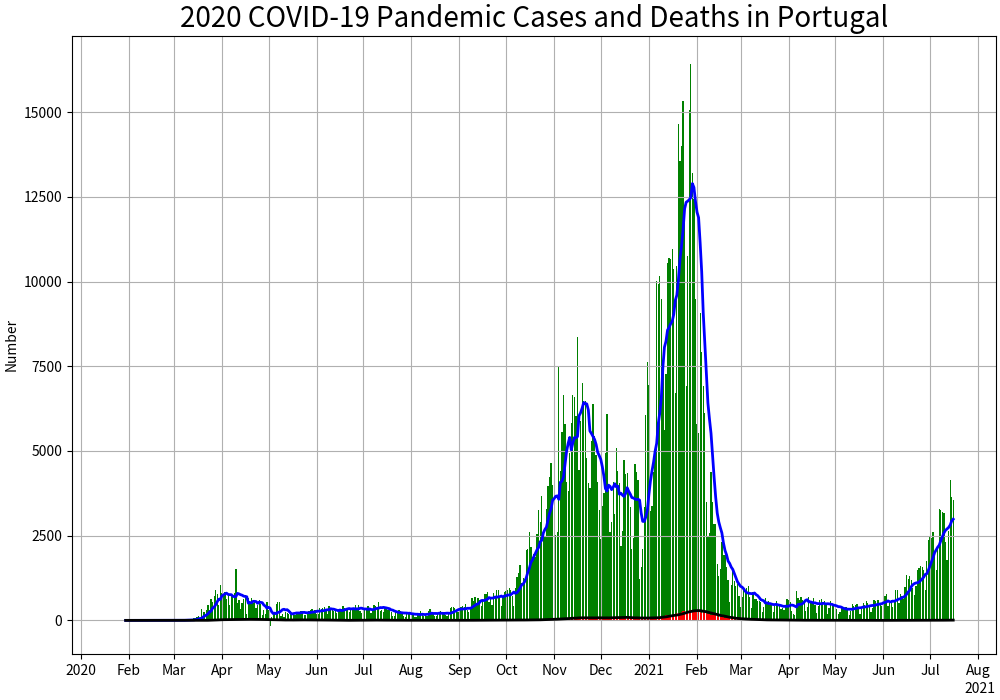 2020 COVID-19 Pandemic Cases and Deaths in Portugal
Number
15000
12500
10000
7500
5000
2500
0
2020 Feb Mar Apr May Jun Jul Aug Sep Oct Nov Dec 2021 Feb Mar Apr May Jun Jul Aug
2021